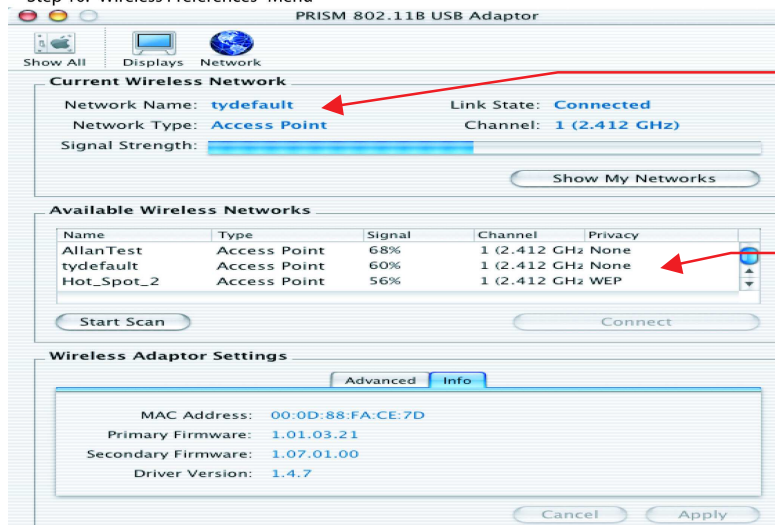 Step 10: 'Wireless Preferences' Menu
PRISM 802.11B USB Adaptor
Show All Displays Network
Current Wireless Network
Network Name: tydefault Link State: Connected
Network Type: Access Point Channel: 1 (2.412 GHz)
Signal Strength:
Show My Networks
Available Wireless Networks
Name Type Signal Channel Privacy
AllanTest Access Point 68% 1 (2.412 GHz None
tydefault Access Point 60% 1 (2.412 GHz None
Hot_Spot_2 Access Point 56% 1 (2.412 GHz WEP
Start Scan Connect
Wireless Adaptor Settings
Advanced Info
MAC Address: 00:0D:88:FA:CE:7D
Primary Firmware: 1.01.03.21
Secondary Firmware: 1.07.01.00
Driver Version: 1.4.7
Cancel Apply